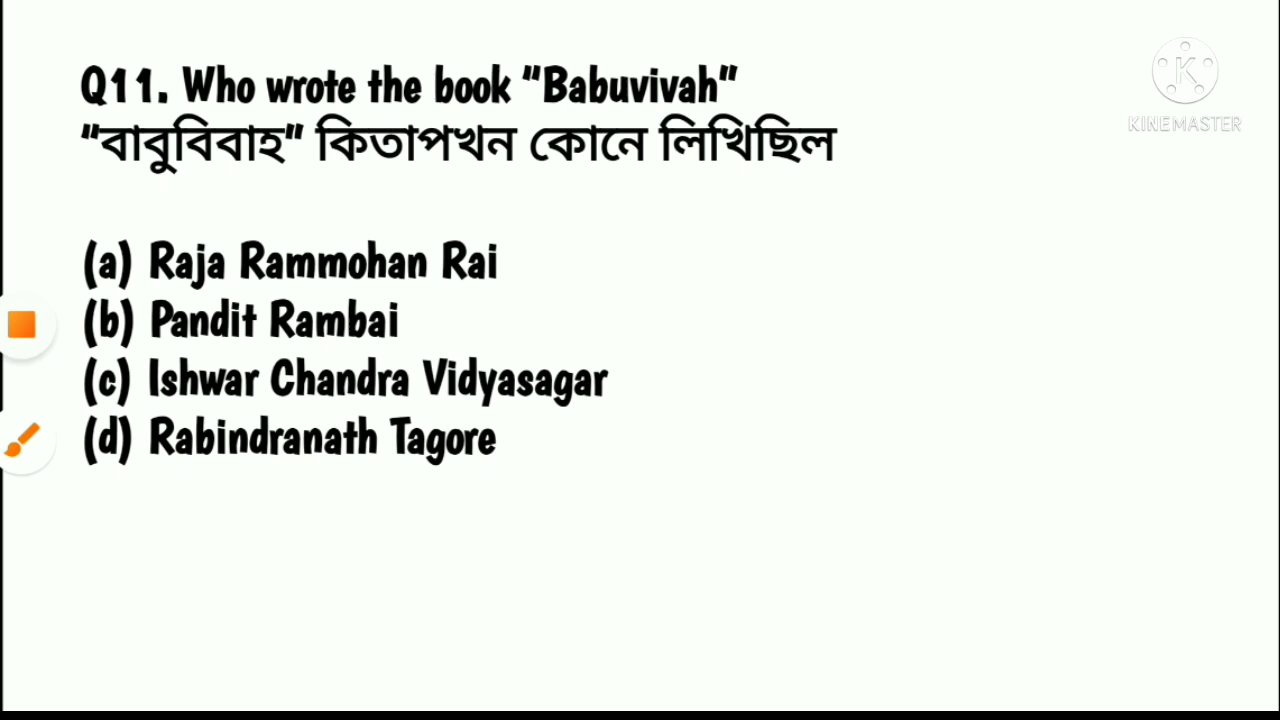 Q11. Who wrote the book "Babuvivah"
"বাবুবিবাহ" কিতাপখন কোনে লিখিছিল
(a) Raja Rammohan Rai
(b) Pandit Rambai
(c) Ishwar Chandra Vidyasagar
(d) Rabindranath Tagore
K
KINEMASTER